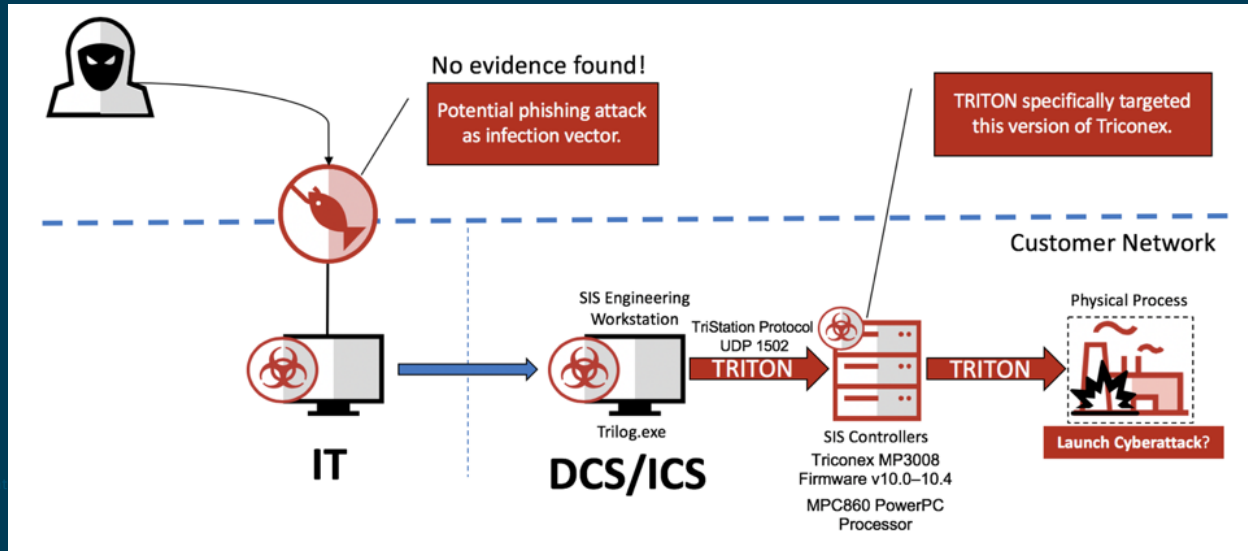 No evidence found!
Potential phishing attack
as infection vector.
TRITON specifically targeted
this version of Triconex.
Customer Network
SIS Engineering
Workstation
TriStation Protocol
UDP 1502
Physical Process
TRITON
TRITON
Trilog.exe
IT
DCS/ICS
SIS Controllers
Triconex MP3008
Firmware v10.0–10.4
MPC860 PowerPC
Processor
Launch Cyberattack?